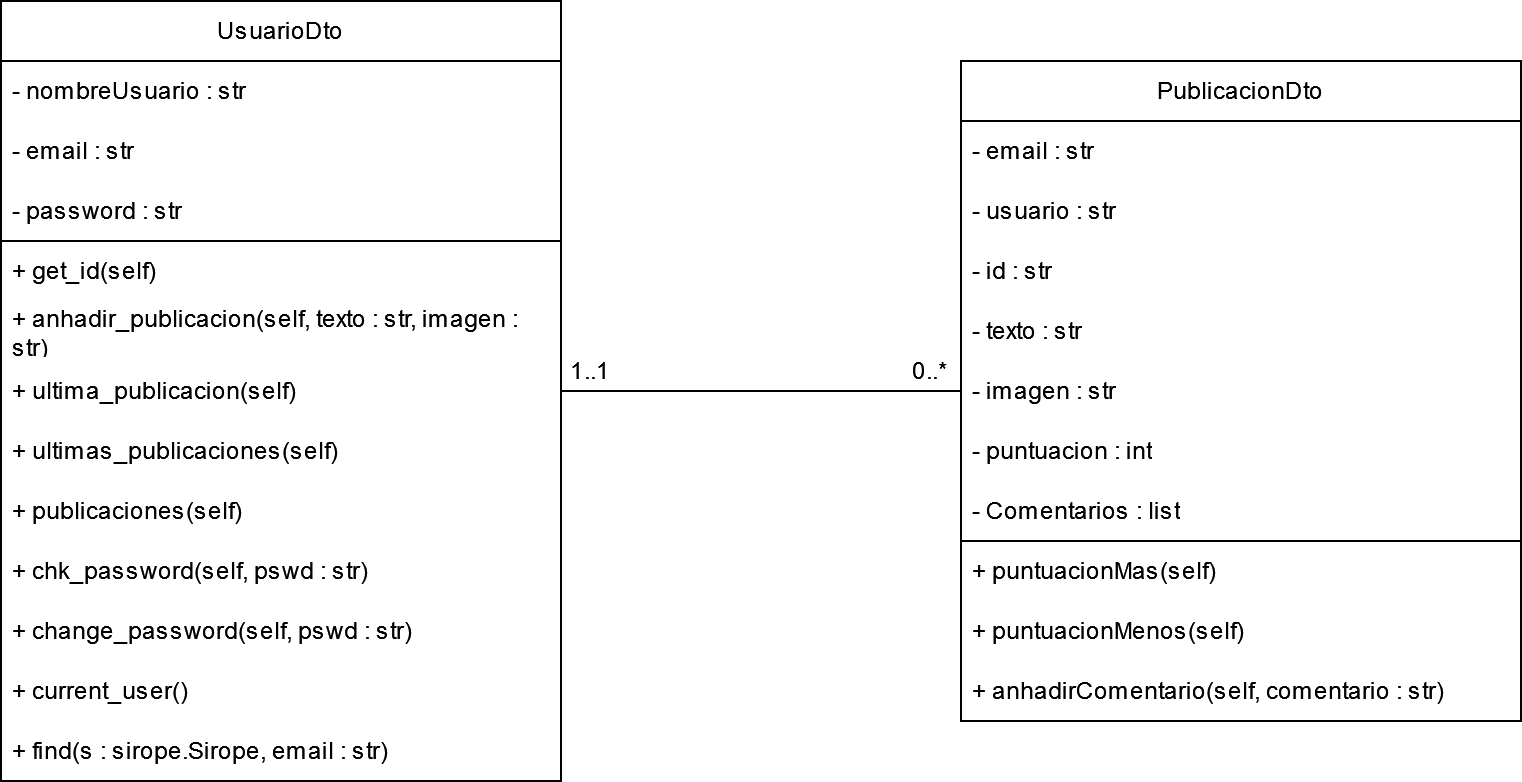 UsuarioDto
- nombreUsuario : str
- email : str
- password : str
+ get_id(self)
+ anhadir_publicacion(self, texto : str, imagen :
str)
+ ultima_publicacion(self)
+ ultimas_publicaciones(self)
+ publicaciones(self)
+ chk_password(self, pswd : str)
+ change_password(self, pswd : str)
+ current_user()
+ find(s : sirope.Sirope, email : str)
1..1
0..*
PublicacionDto
- email : str
- usuario : str
- id : str
- texto : str
- imagen : str
- puntuacion : int
- Comentarios : list
+ puntuacionMas(self)
+ puntuacionMenos(self)
+ anhadirComentario(self, comentario : str)